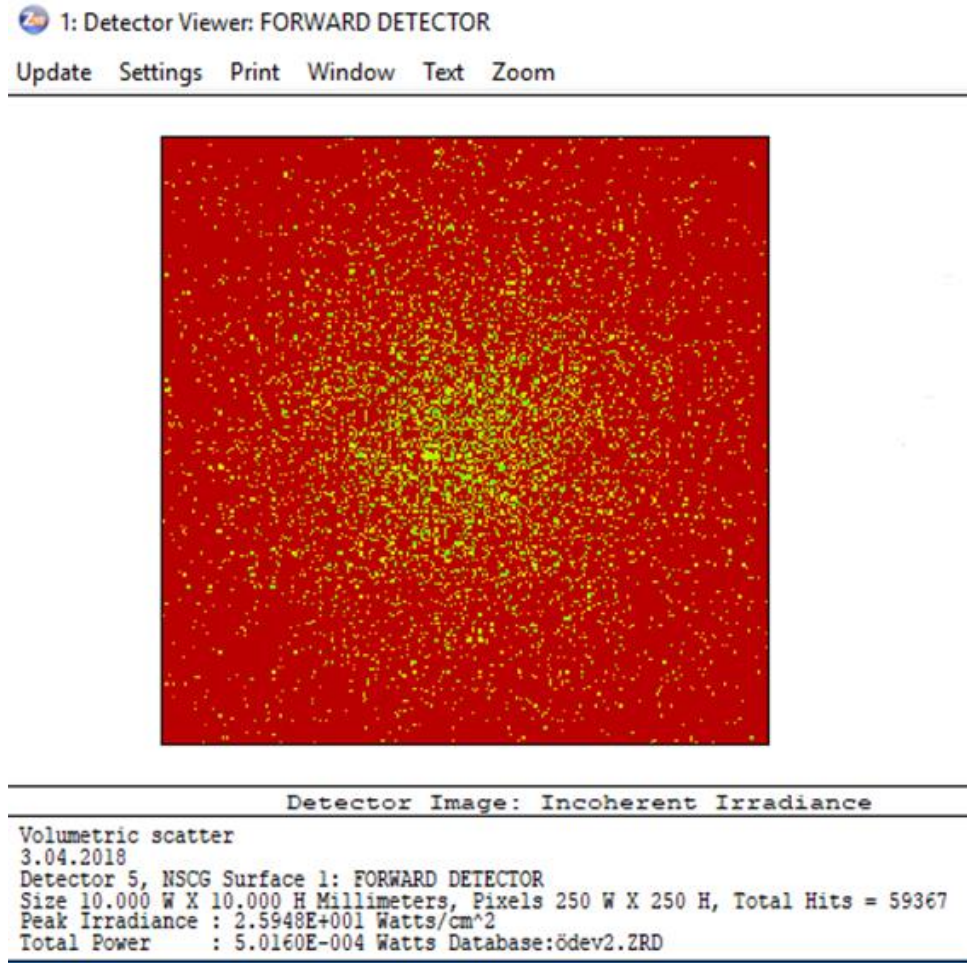 1: Detector Viewer: FORWARD DETECTOR
Update Settings Print Window Text Zoom
Detector Image: Incoherent Irradiance
Volumetric scatter
3.04.2018
Detector 5, NSCG Surface 1: FORWARD DETECTOR
Size 10.000 W X 10.000 H Millimeters, Pixels 250 W X 250 H, Total Hits = 59367
Peak Irradiance : 2.5948E+001 Watts/cm^2
Total Power : 5.0160E-004 Watts Database:ödev2.ZRD